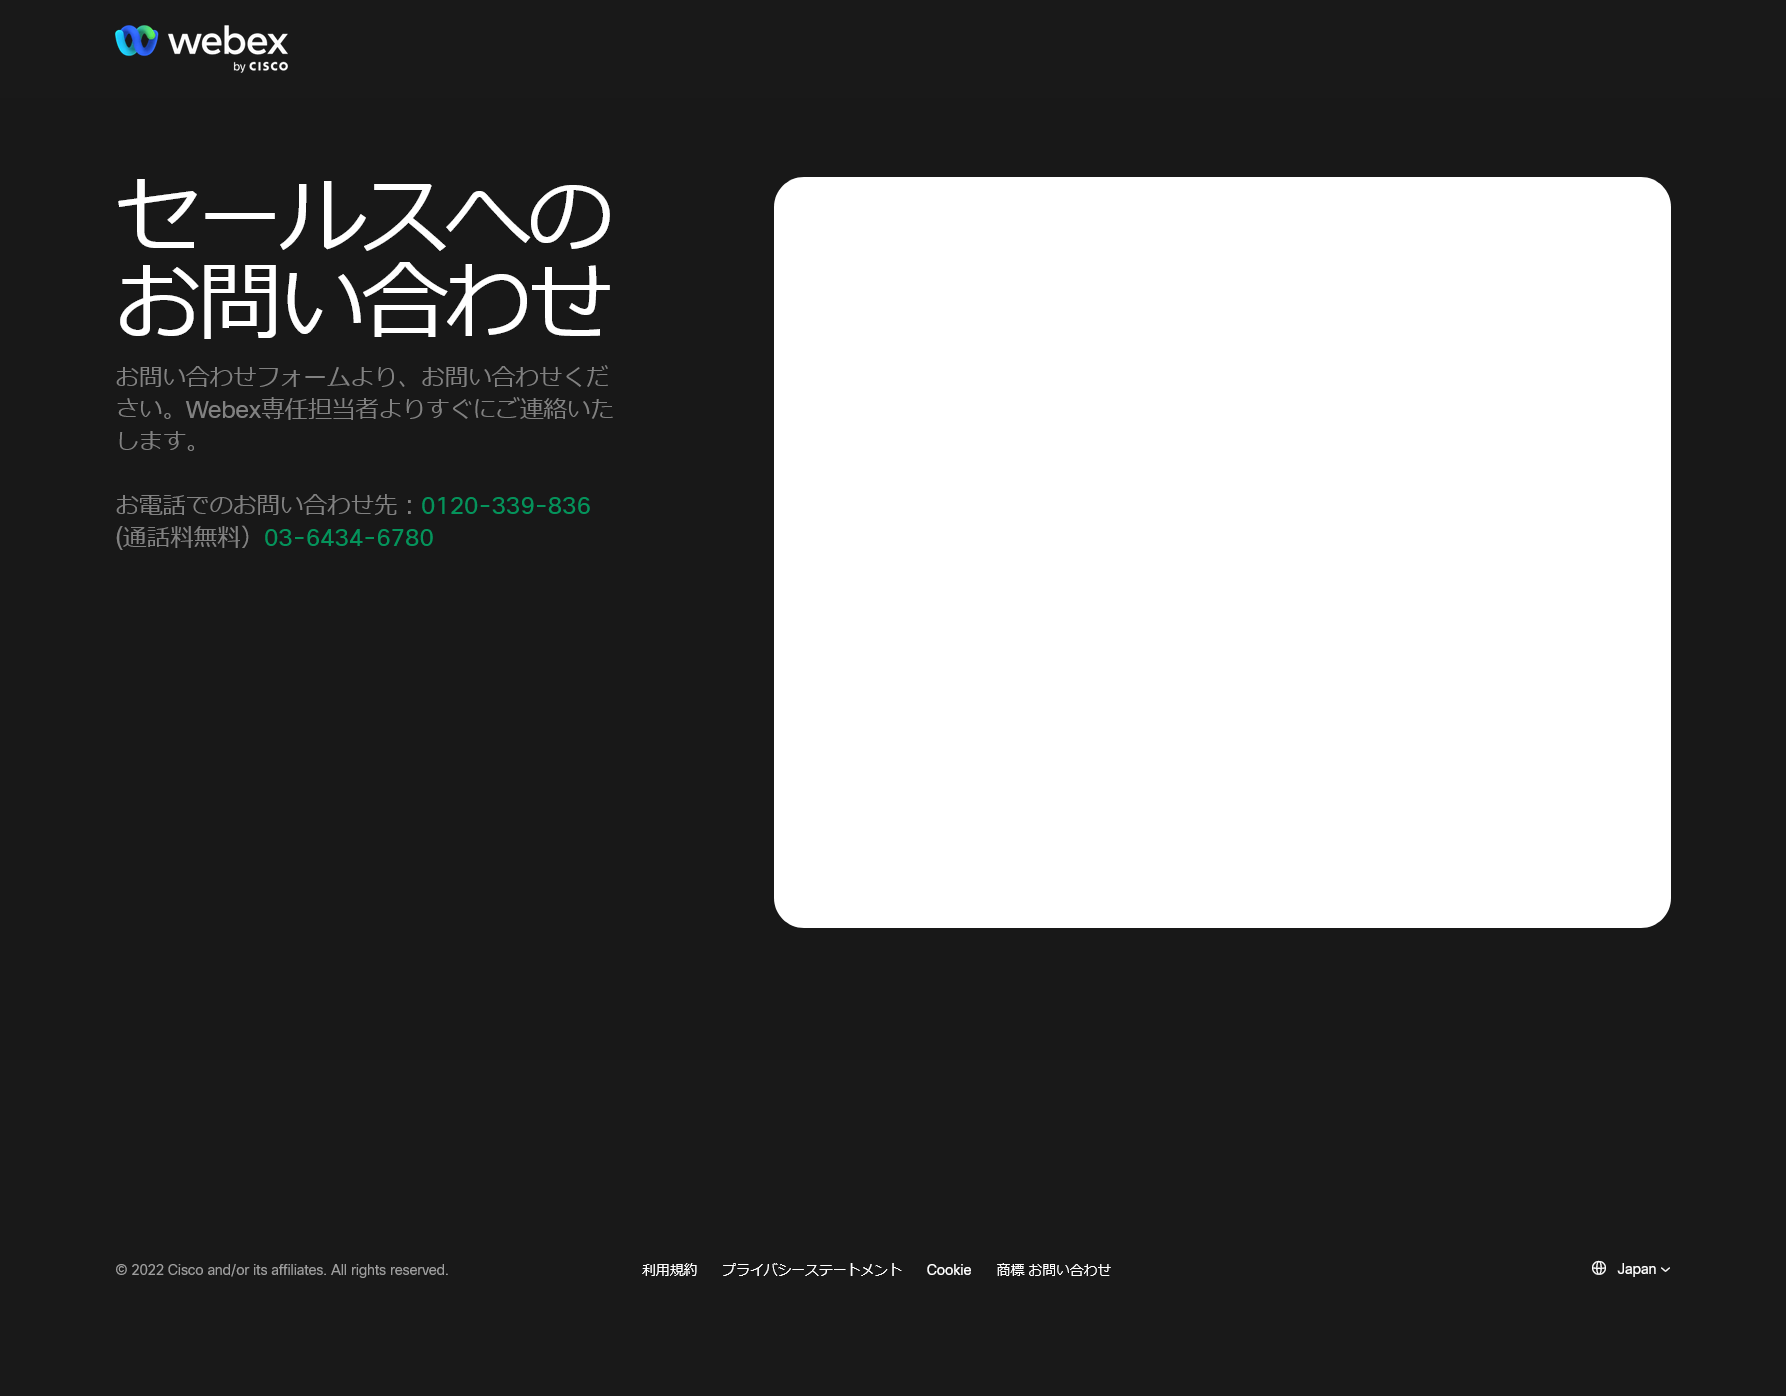 webex
by CISCO
セールスへの
お問い合わせ
お問い合わせフォームより、お問い合わせくだ
さい。Webex専任担当者よりすぐにご連絡いた
します。
お電話でのお問い合わせ先：0120-339-836
(通話料無料）03-6434-6780
© 2022 Cisco and/or its affiliates. All rights reserved.
利用規約 プライバシーステートメント Cookie 商標 お問い合わせ
Japan